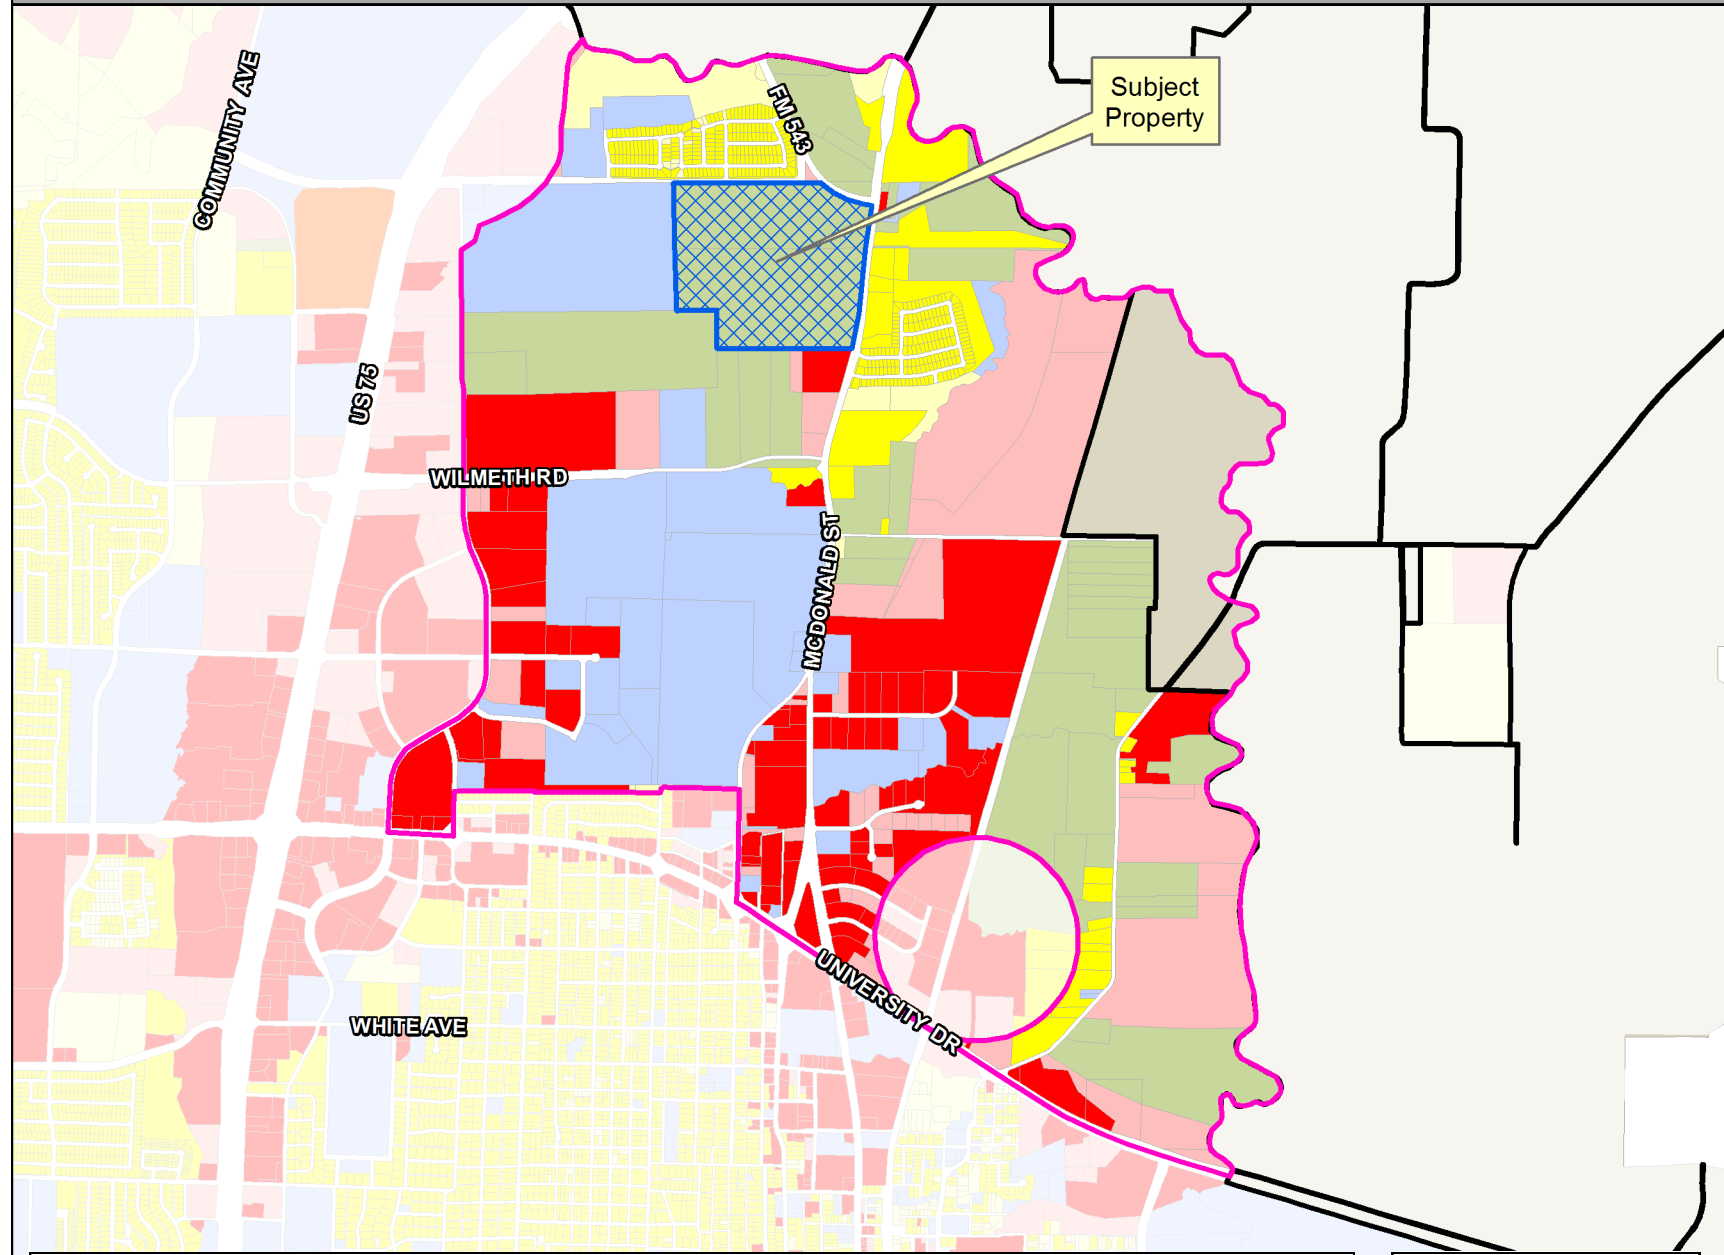 COMMUNITY AVE
FM 543
Subject
Property
US 75
WILMETH RD
MCDONALD ST
UNIVERSITY DR
WHITE AVE